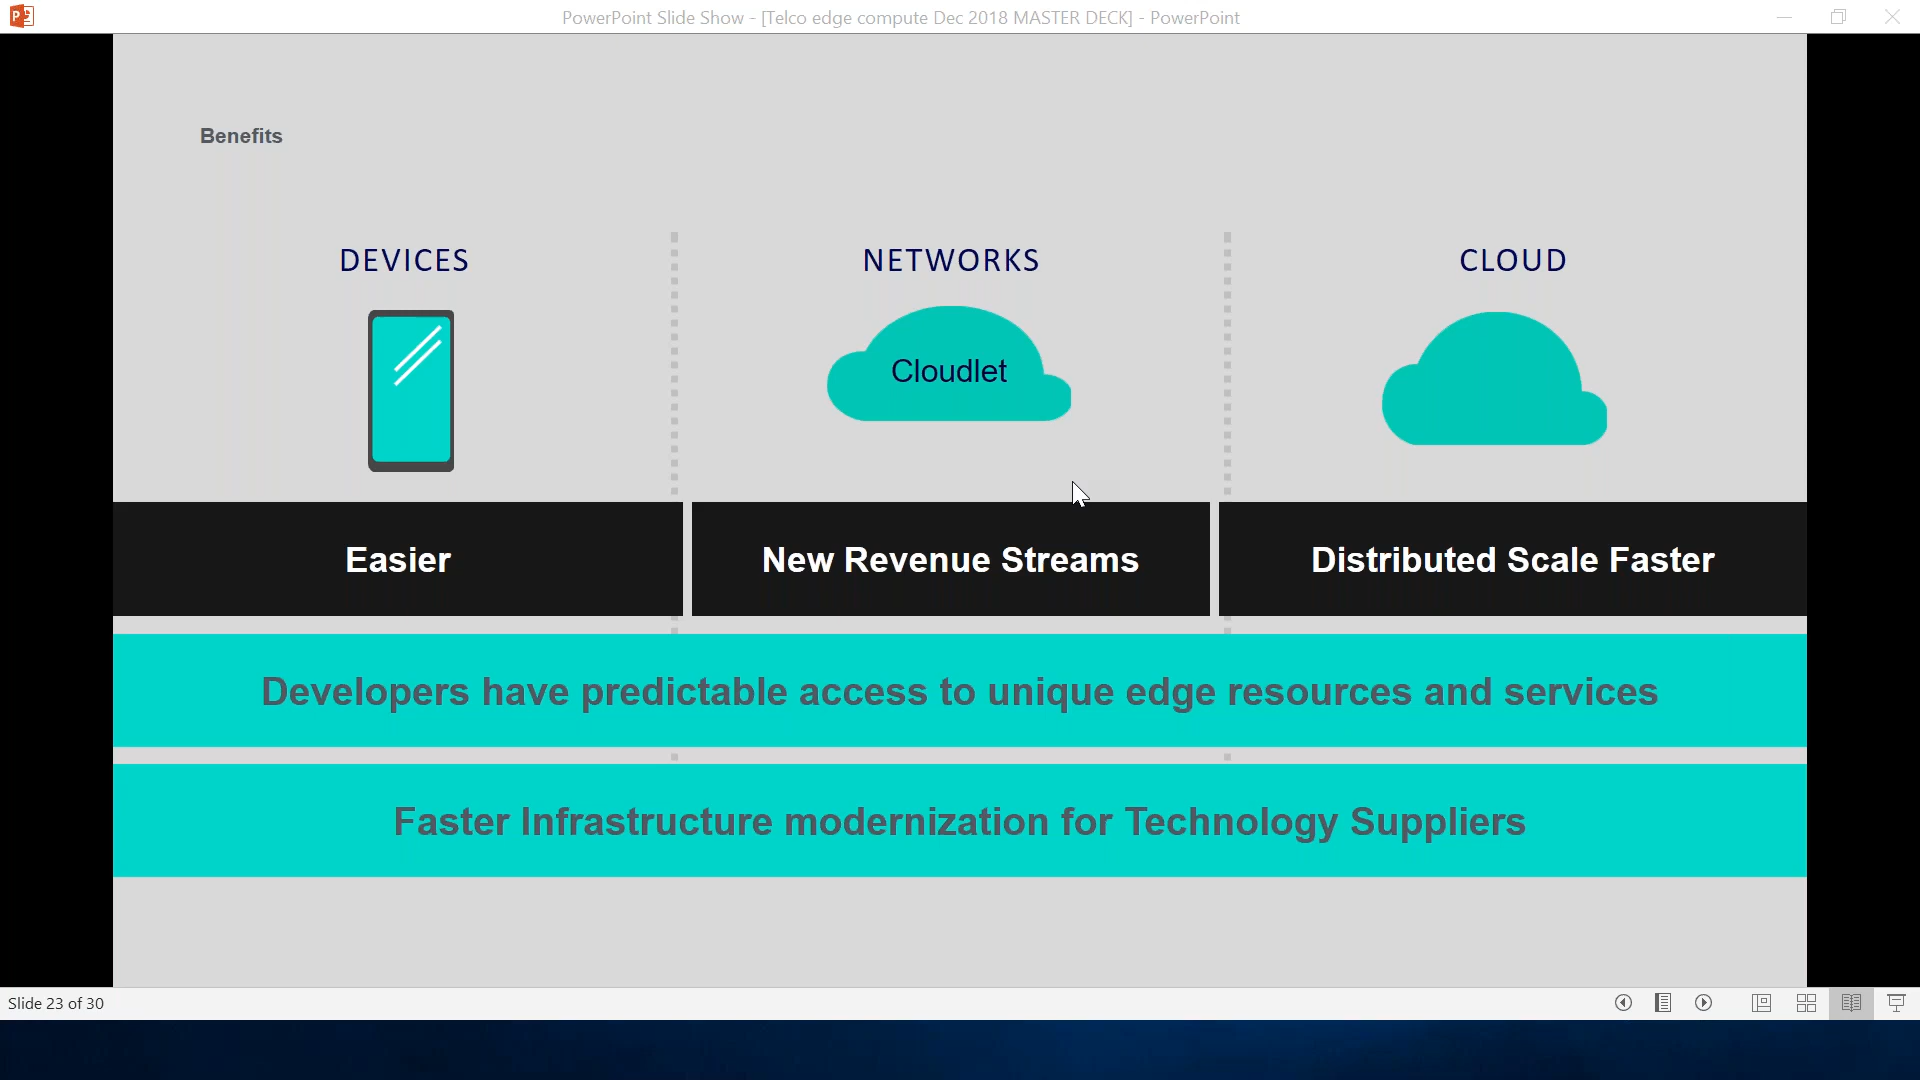 PowerPoint Slide Show - [Telco edge compute Dec 2018 MASTER DECK] - PowerPoint
Benefits
DEVICES
NETWORKS
CLOUD
Cloudlet
Easier
New Revenue Streams
Distributed Scale Faster
Developers have predictable access to unique edge resources and services
Faster Infrastructure modernization for Technology Suppliers
Slide 23 of 30